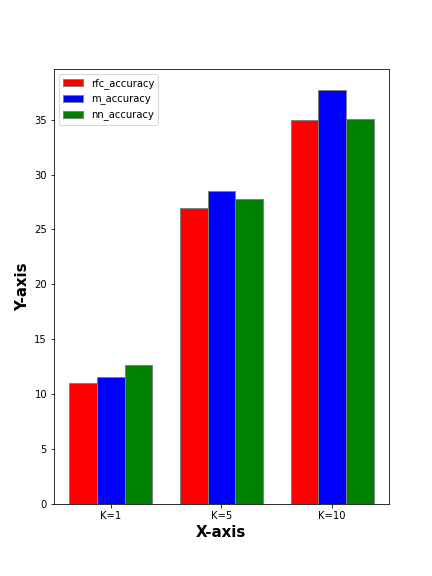 rfc_accuracy
m_accuracy
nn_accuracy
35
30
25
20
15
10
5
0
Y-axis
K=1 K=5 K=10
X-axis